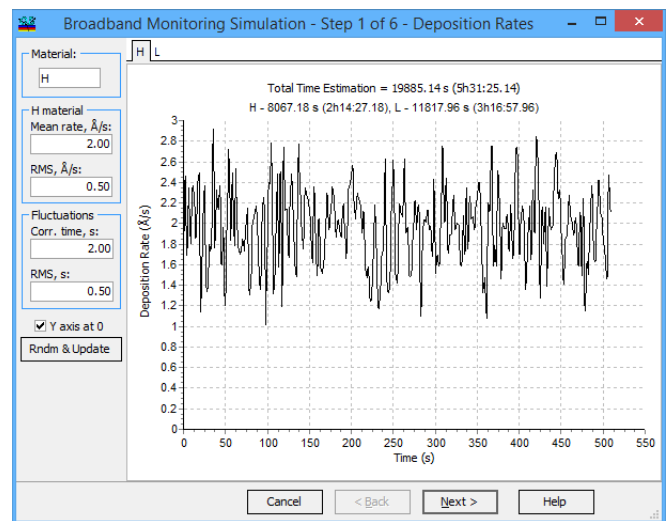 Broadband Monitoring Simulation - Step 1 of 6 - Deposition Rates
Material:
H
H material
Mean rate, Å/s:
2.00
RMS, Å/s:
0.50
Fluctuations
Corr. time, s:
2.00
RMS, s:
0.50
Y axis at 0
Rndm & Update
H L
Total Time Estimation = 19885.14 s (5h31:25.14)
H - 8067.18 s (2h14:27.18), L - 11817.96 s (3h16:57.96)
Deposition Rate (Å/s)
3
2.8
2.6
2.4
2.2
2
1.8
1.6
1.4
1.2
1
0.8
0.6
0.4
0.2
0
0 50 100 150 200 250 300 350 400 450 500 550
Time (s)
Cancel < Back Next > Help